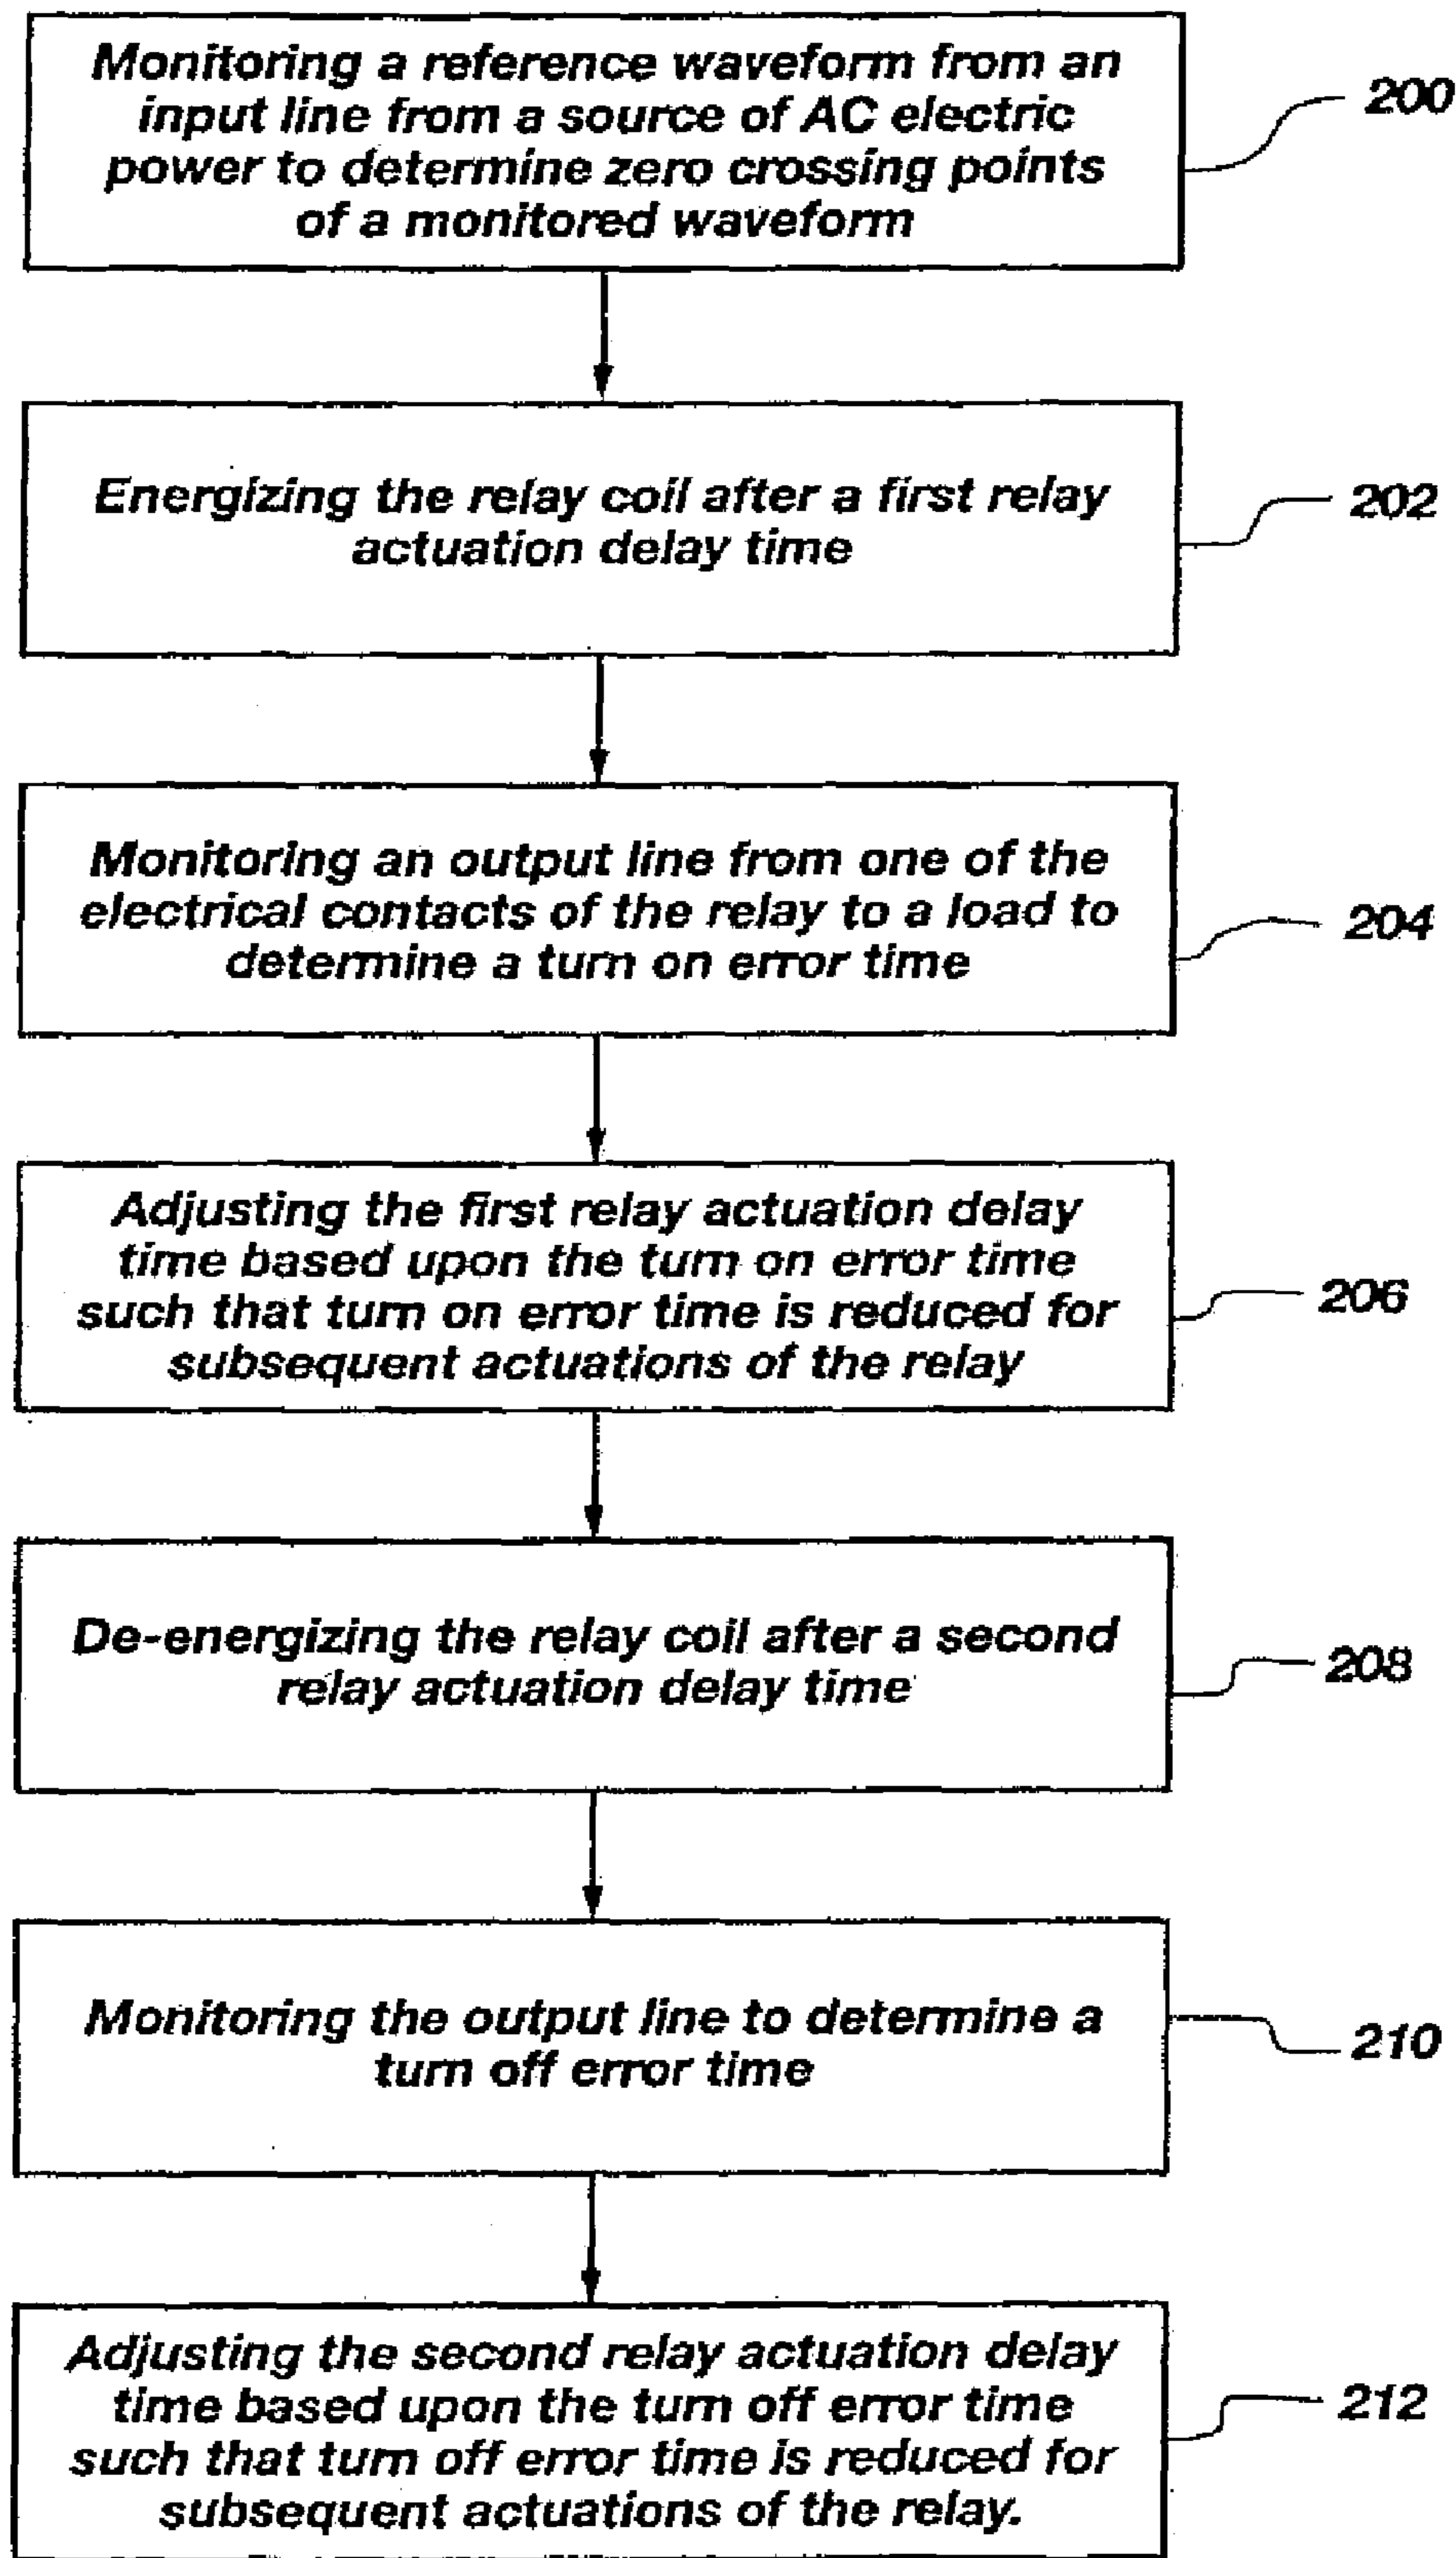 Monitoring a reference waveform from an
input line from a source of AC electric
power to determine zero crossing points
of a monitored waveform
200
Energizing the relay coil after a first relay
actuation delay time
202
Monitoring an output line from one of the
electrical contacts of the relay to a load to
determine a turn on error time
204
Adjusting the first relay actuation delay
time based upon the turn on error time
such that turn on error time is reduced for
subsequent actuations of the relay
206
De-energizing the relay coil after a second
relay actuation delay time
208
Monitoring the output line to determine a
turn off error time
210
Adjusting the second relay actuation delay
time based upon the turn off error time
such that turn off error time is reduced for
subsequent actuations of the relay.
212